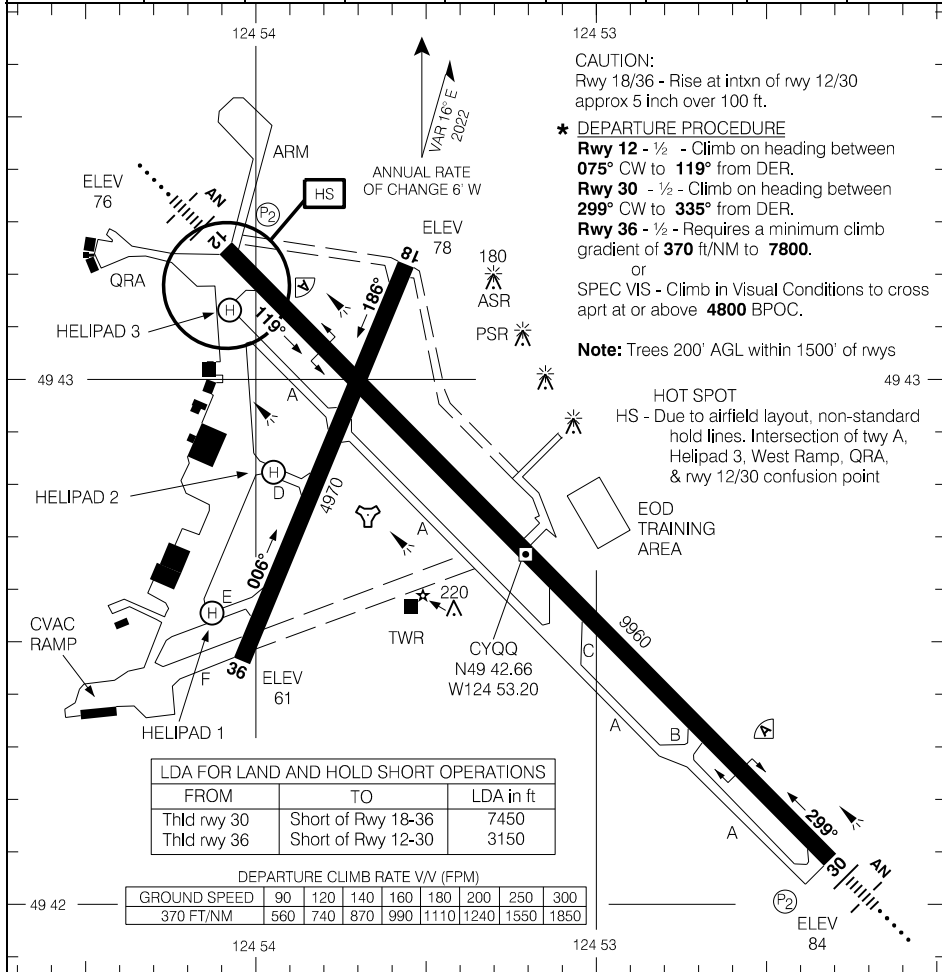 124 54
124 53
CAUTION:
Rwy 18/36 - Rise at intxn of rwy 12/30
approx 5 inch over 100 ft.
* DEPARTURE PROCEDURE
Rwy 12 - ½ - Climb on heading between
075° CW to 119° from DER.
Rwy 30 - ½ - Climb on heading between
299° CW to 335° from DER.
Rwy 36 - ½ - Requires a minimum climb
gradient of 370 ft/NM to 7800.
or
SPEC VIS - Climb in Visual Conditions to cross
aprt at or above 4800 BPOC.
Note: Trees 200' AGL within 1500' of rwys
VAR 16° E
2022
ANNUAL RATE
OF CHANGE 6' W
ARM
HS
ELEV
76
AN
P2
12
ELEV
78
18
QRA
A
186°
180
ASR
PSR
HELIPAD 3
H
119°
49 43
49 43
A
HOT SPOT
HS - Due to airfield layout, non-standard
hold lines. Intersection of twy A,
Helipad 3, West Ramp, QRA,
& rwy 12/30 confusion point
HELIPAD 2
H
D
4970
A
EOD
TRAINING
AREA
006°
E
H
220
TWR
CVAC
RAMP
F
36
ELEV
61
CYQQ
N49 42.66
W124 53.20
9960
C
HELIPAD 1
A
B
A
A
299°
30
AN
P2
ELEV
84
LDA FOR LAND AND HOLD SHORT OPERATIONS
FROM TO LDA in ft
Thld rwy 30 Short of Rwy 18-36 7450
Thld rwy 36 Short of Rwy 12-30 3150
DEPARTURE CLIMB RATE V/V (FPM)
GROUND SPEED 90 120 140 160 180 200 250 300
370 FT/NM 560 740 870 990 1110 1240 1550 1850
49 42
124 54
124 53